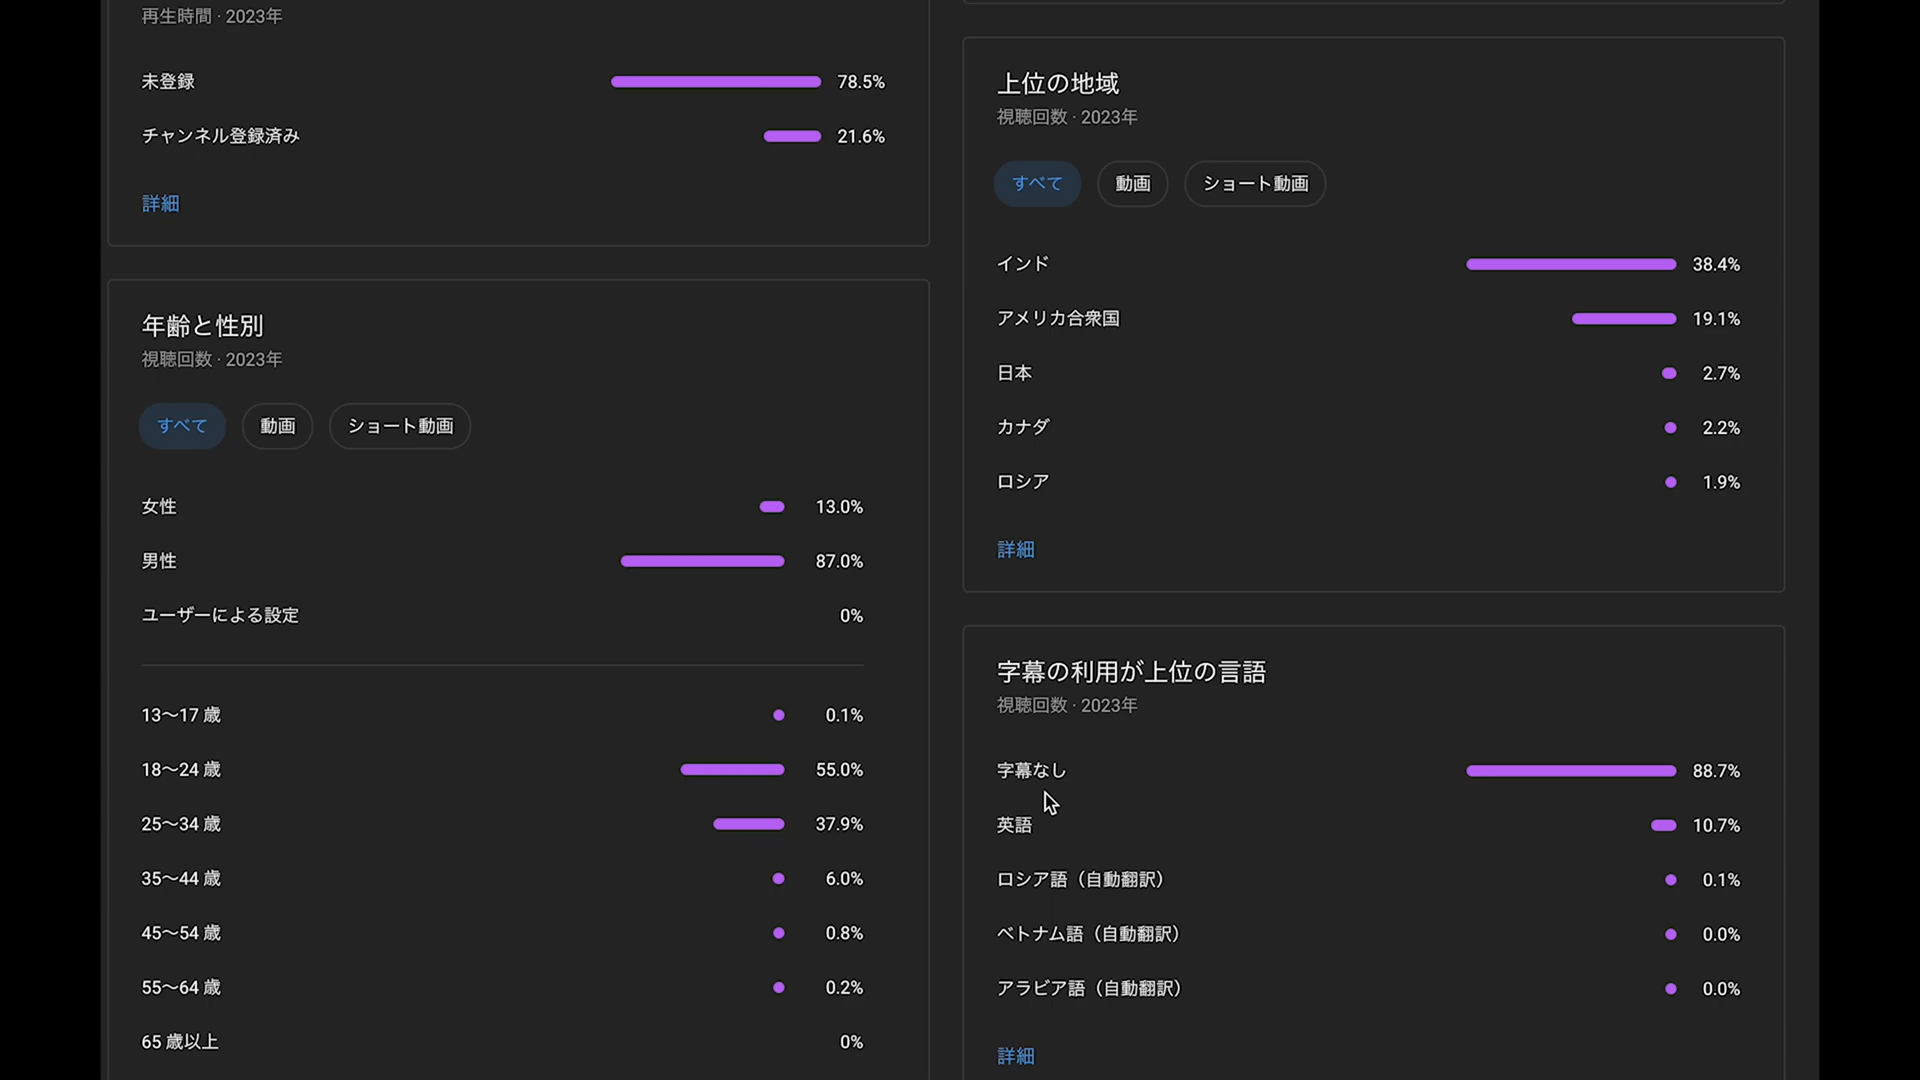 再生時間 · 2023年
未登録 78.5%
チャンネル登録済み 21.6%
詳細
年齢と性別
視聴回数 · 2023年
すべて 動画 ショート動画
女性 13.0%
男性 87.0%
ユーザーによる設定 0%
13～17 歳 0.1%
18～24 歳 55.0%
25～34 歳 37.9%
35～44 歳 6.0%
45～54 歳 0.8%
55～64 歳 0.2%
65 歳以上 0%
上位の地域
視聴回数 · 2023年
すべて 動画 ショート動画
インド 38.4%
アメリカ合衆国 19.1%
日本 2.7%
カナダ 2.2%
ロシア 1.9%
詳細
字幕の利用が上位の言語
視聴回数 · 2023年
字幕なし 88.7%
英語 10.7%
ロシア語（自動翻訳） 0.1%
ベトナム語（自動翻訳） 0.0%
アラビア語（自動翻訳） 0.0%
詳細